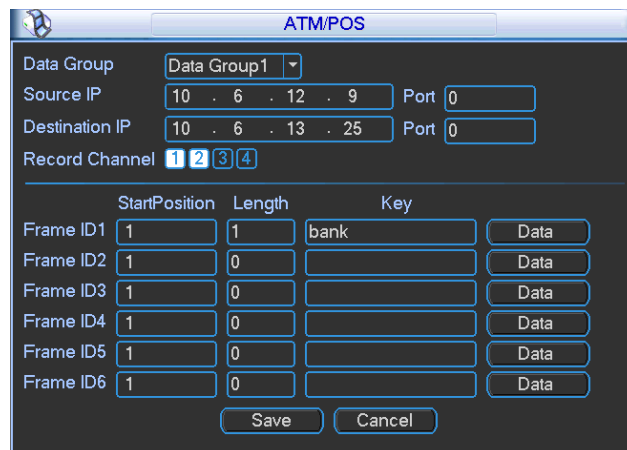 ATM/POS
Data Group Data Group1
Source IP 10 . 6 . 12 . 9 Port 0
Destination IP 10 . 6 . 13 . 25 Port 0
Record Channel 1 2 3 4
StartPosition Length Key
Frame ID1 1 1 bank Data
Frame ID2 1 0 Data
Frame ID3 1 0 Data
Frame ID4 1 0 Data
Frame ID5 1 0 Data
Frame ID6 1 0 Data
Save Cancel